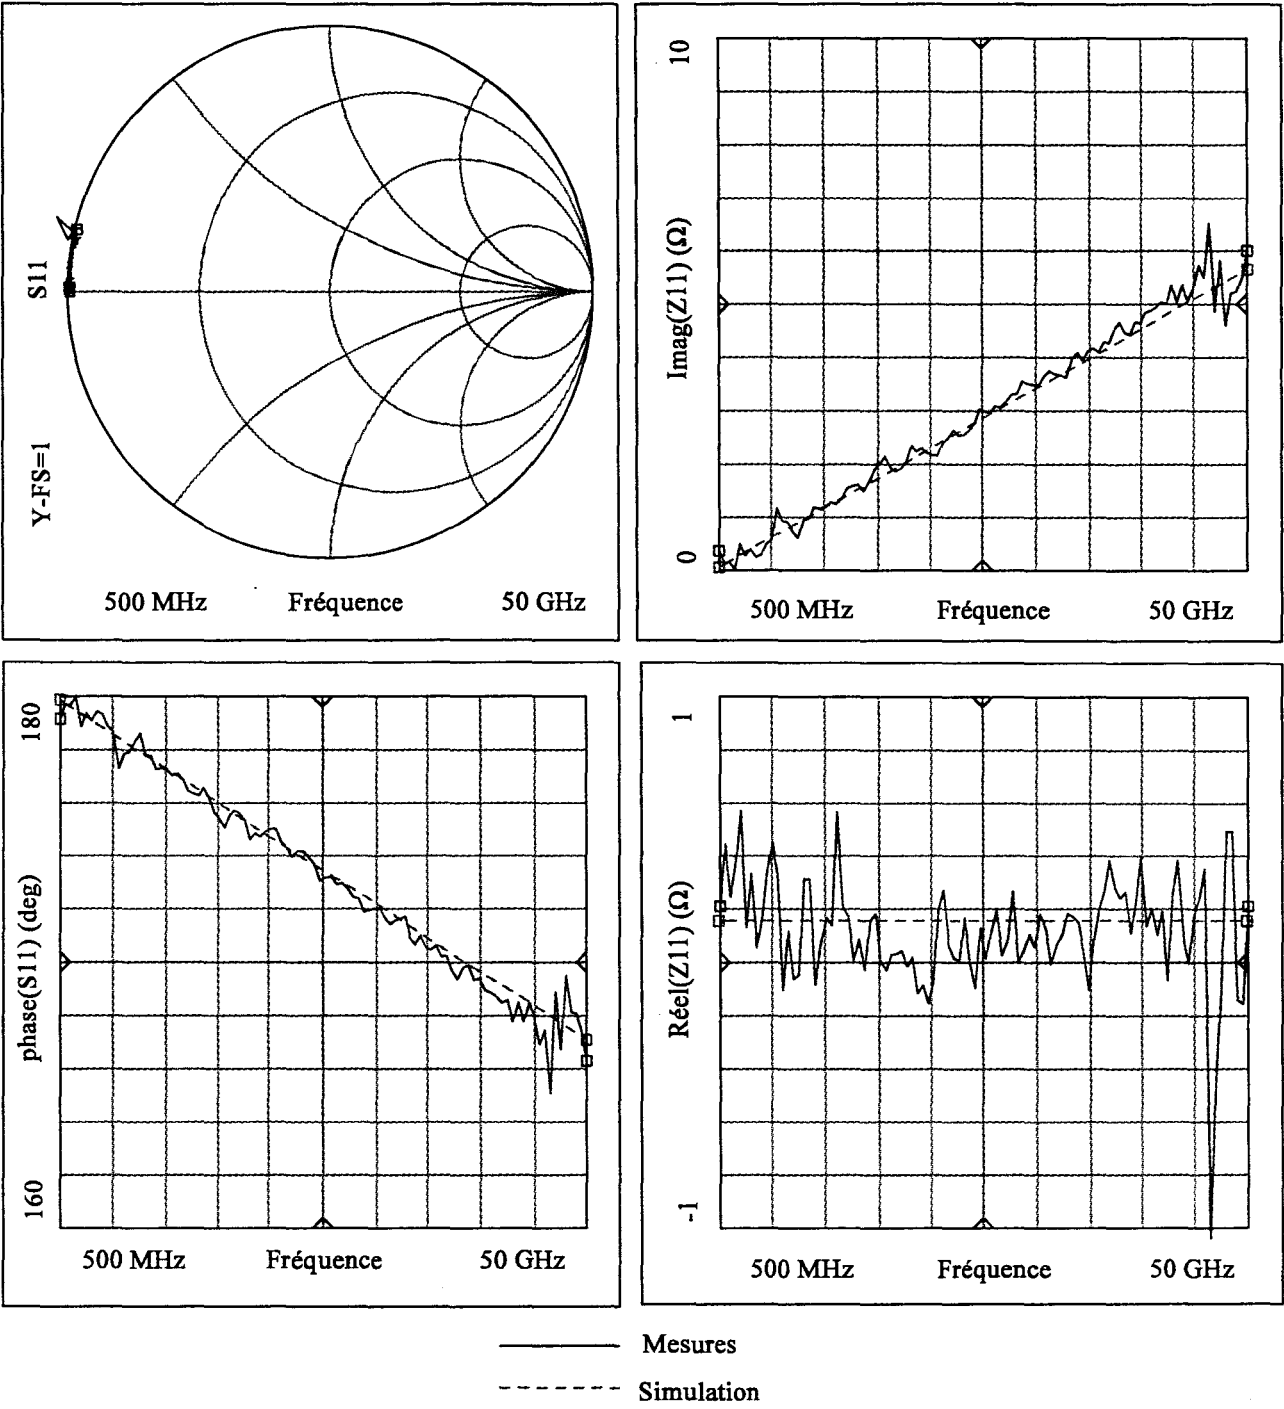 S11
Y-FS=1
500 MHz Fréquence 50 GHz
10
Imag(Z11) (Ω)
0
500 MHz Fréquence 50 GHz
180
phase(S11) (deg)
160
500 MHz Fréquence 50 GHz
1
Réel(Z11) (Ω)
-1
500 MHz Fréquence 50 GHz
Mesures
Simulation